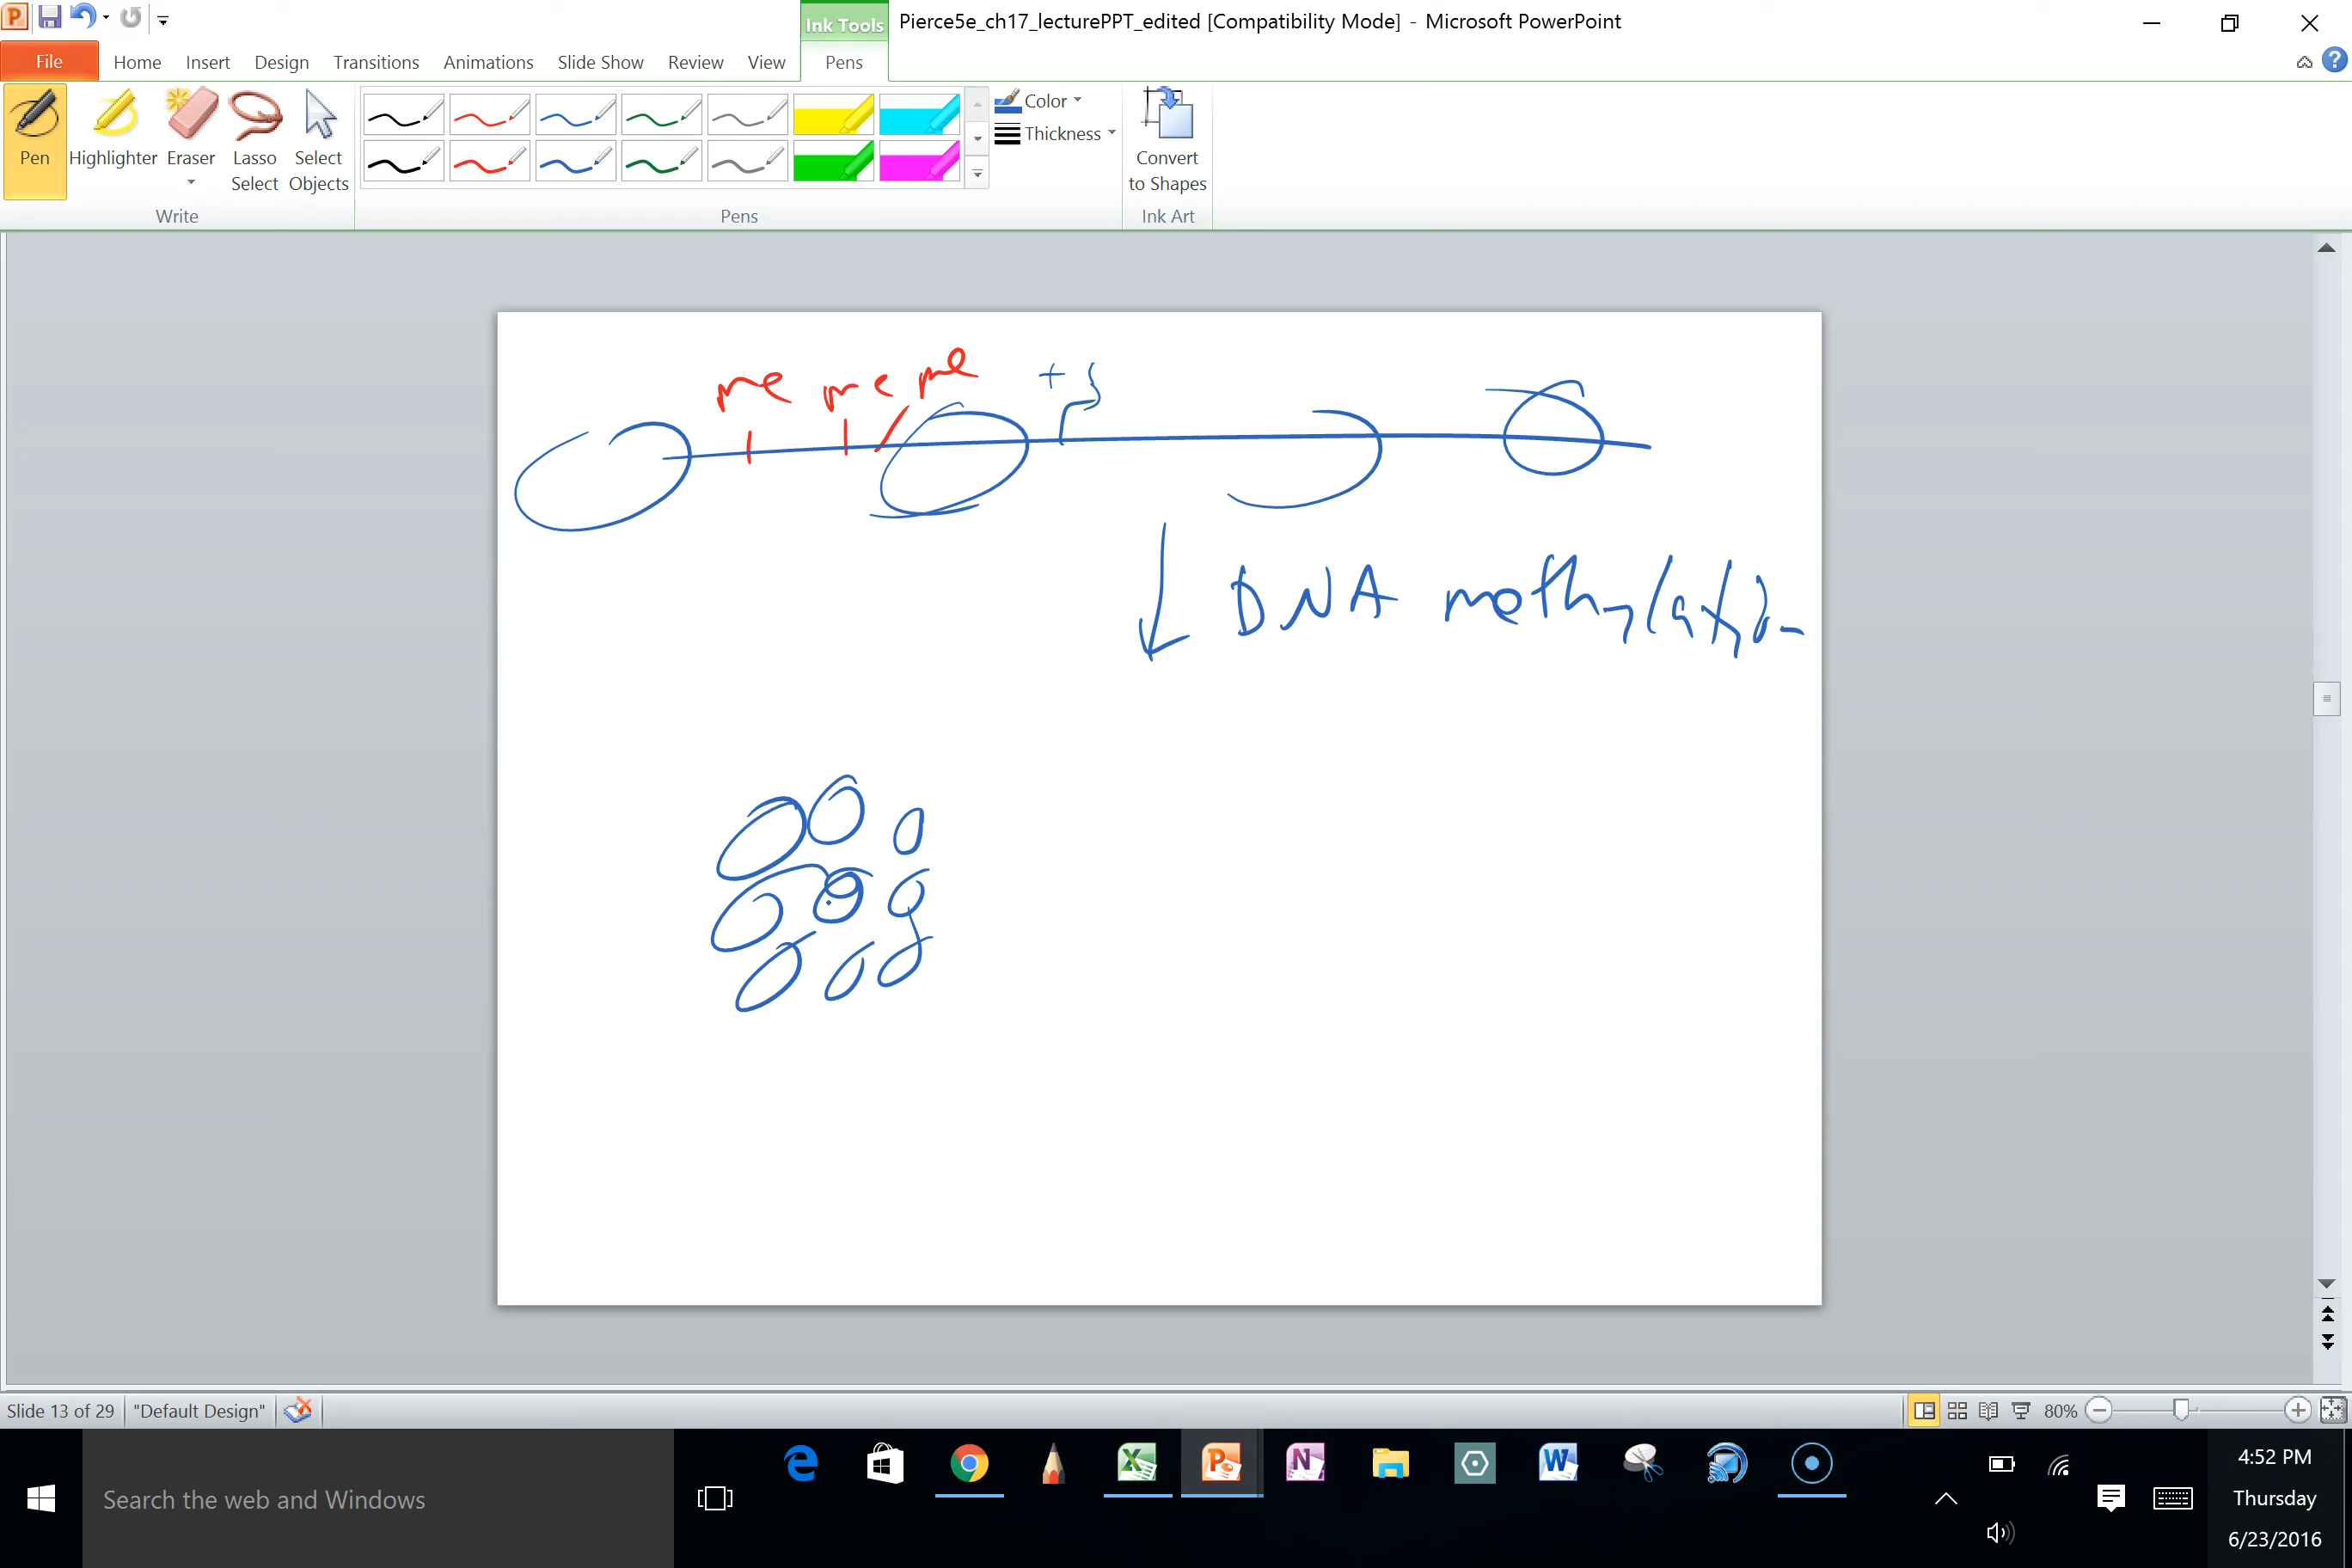 Ink Tools
Pierce5e_ch17_lecturePPT_edited [Compatibility Mode] - Microsoft PowerPoint
File Home Insert Design Transitions Animations Slide Show Review View Pens
Pen Highlighter Eraser Lasso Select Select Objects
Color
Thickness
Convert to Shapes
Write Pens Ink Art
me me me
DNA methylation
Slide 13 of 29 "Default Design" 80%
Search the web and Windows
4:52 PM
Thursday
6/23/2016